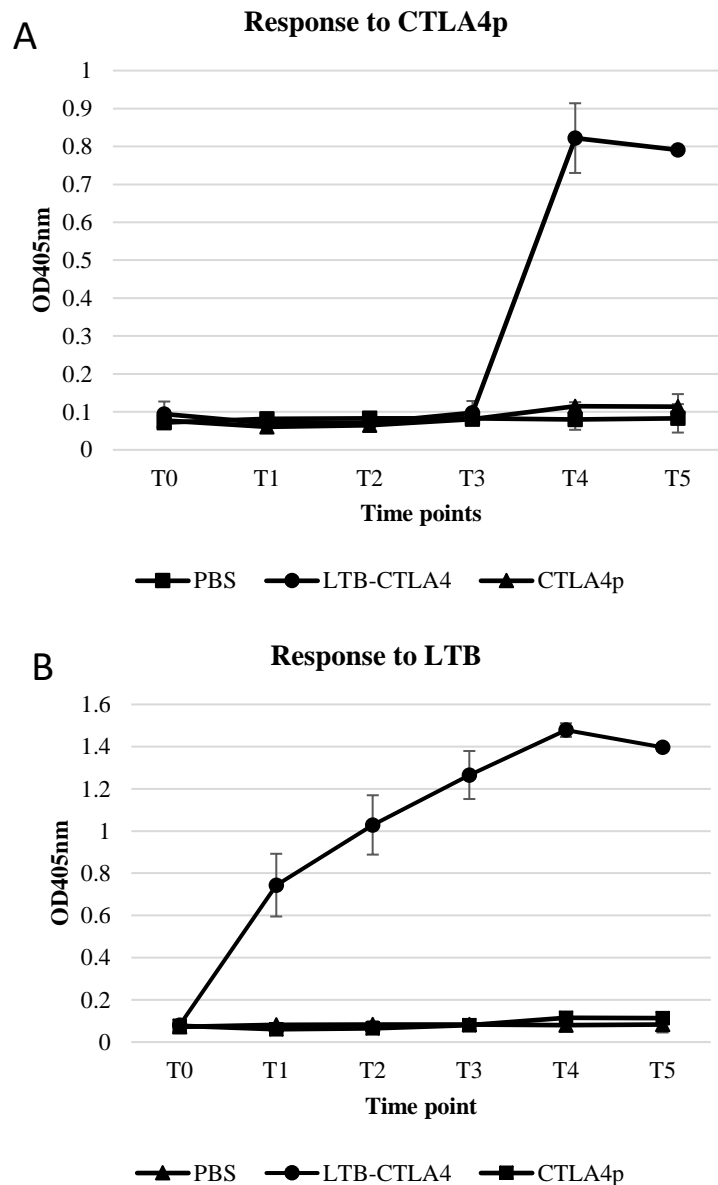 A
Response to CTLA4p
1
0.9
0.8
0.7
0.6
0.5
0.4
0.3
0.2
0.1
0
OD405nm
T0 T1 T2 T3 T4 T5
Time points
PBS LTB-CTLA4 CTLA4p
B
Response to LTB
1.6
1.4
1.2
1
0.8
0.6
0.4
0.2
0
OD405nm
T0 T1 T2 T3 T4 T5
Time point
PBS LTB-CTLA4 CTLA4p